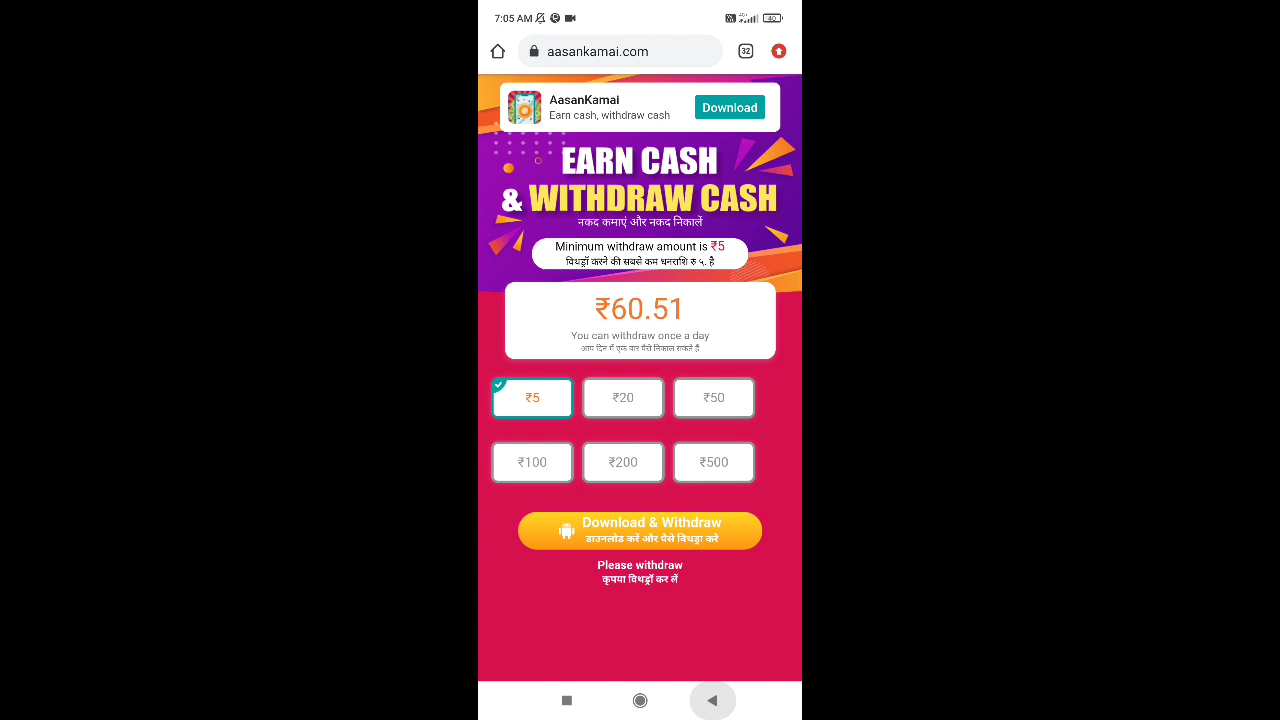 7:05 AM
4G+
40
aasankamai.com
32
AasanKamai
Earn cash, withdraw cash
Download
EARN CASH
& WITHDRAW CASH
नकद कमाएं और नकद निकालें
Minimum withdraw amount is ₹5
विथड्रॉ करने की सबसे कम धनराशि रु ५. है
₹60.51
You can withdraw once a day
आप दिन में एक बार पैसे निकाल सकते हैं
₹5 ₹20 ₹50
₹100 ₹200 ₹500
Download & Withdraw
डाउनलोड करें ओर पैसे विथड्रा करे
Please withdraw
कृपया विथड्रॉ कर लें